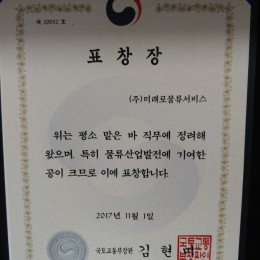 제 20052 호
표 창 장
(주)미래로물류서비스
위는 평소 맡은 바 직무에 정려해
왔으며, 특히 물류산업발전에 기여한
공이 크므로 이에 표창합니다.
2017년 11월 1일
국토교통부장관 김 현